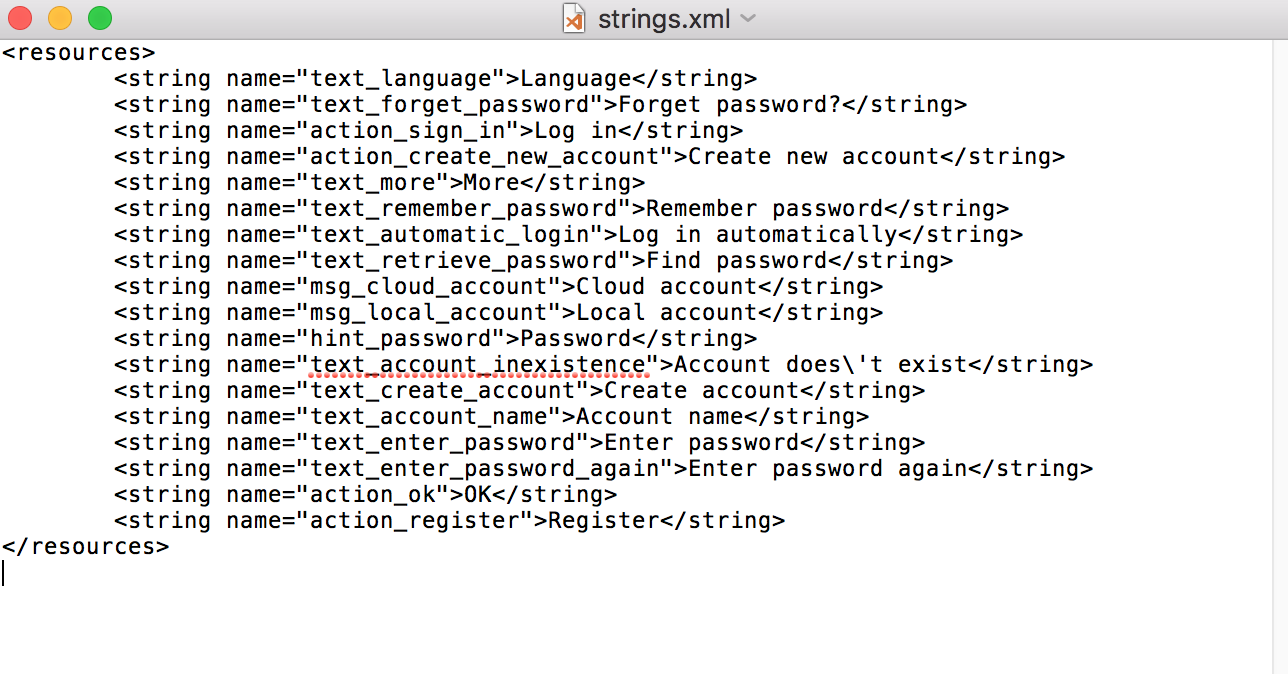 strings.xml
<resources>
<string name="text_language">Language</string>
<string name="text_forget_password">Forget password?</string>
<string name="action_sign_in">Log in</string>
<string name="action_create_new_account">Create new account</string>
<string name="text_more">More</string>
<string name="text_remember_password">Remember password</string>
<string name="text_automatic_login">Log in automatically</string>
<string name="text_retrieve_password">Find password</string>
<string name="msg_cloud_account">Cloud account</string>
<string name="msg_local_account">Local account</string>
<string name="hint_password">Password</string>
<string name="text_account_inexistence">Account does\'t exist</string>
<string name="text_create_account">Create account</string>
<string name="text_account_name">Account name</string>
<string name="text_enter_password">Enter password</string>
<string name="text_enter_password_again">Enter password again</string>
<string name="action_ok">OK</string>
<string name="action_register">Register</string>
</resources>